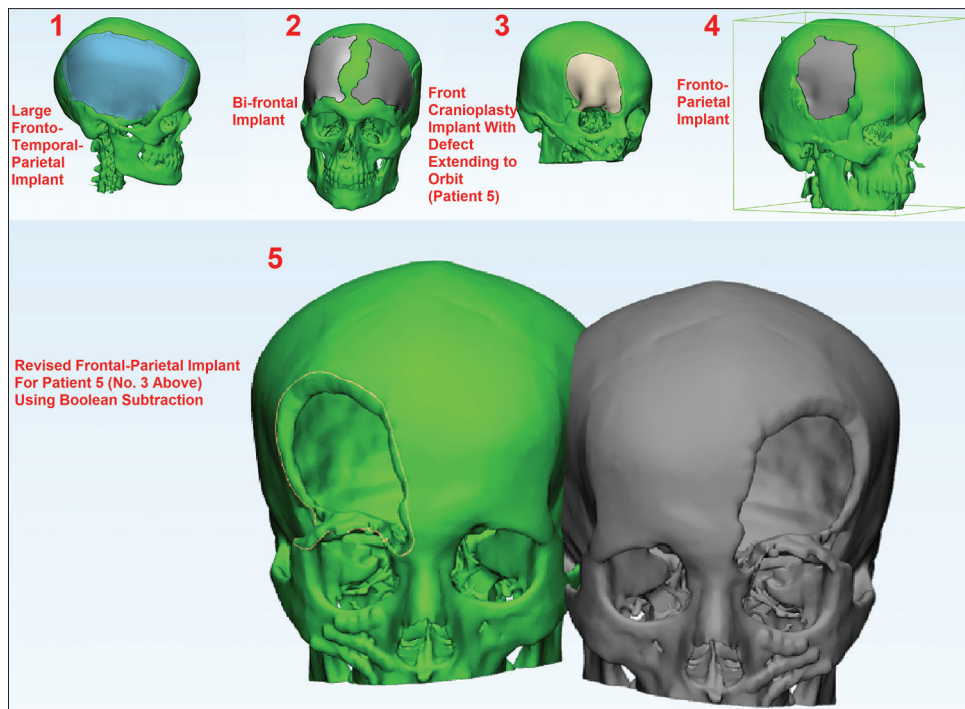 1
Large
Fronto-
Temporal-
Parietal
Implant
2
Bi-frontal
Implant
3
Front
Cranioplasty
Implant With
Defect
Extending to
Orbit
(Patient 5)
4
Fronto-
Parietal
Implant
5
Revised Frontal-Parietal Implant
For Patient 5 (No. 3 Above)
Using Boolean Subtraction